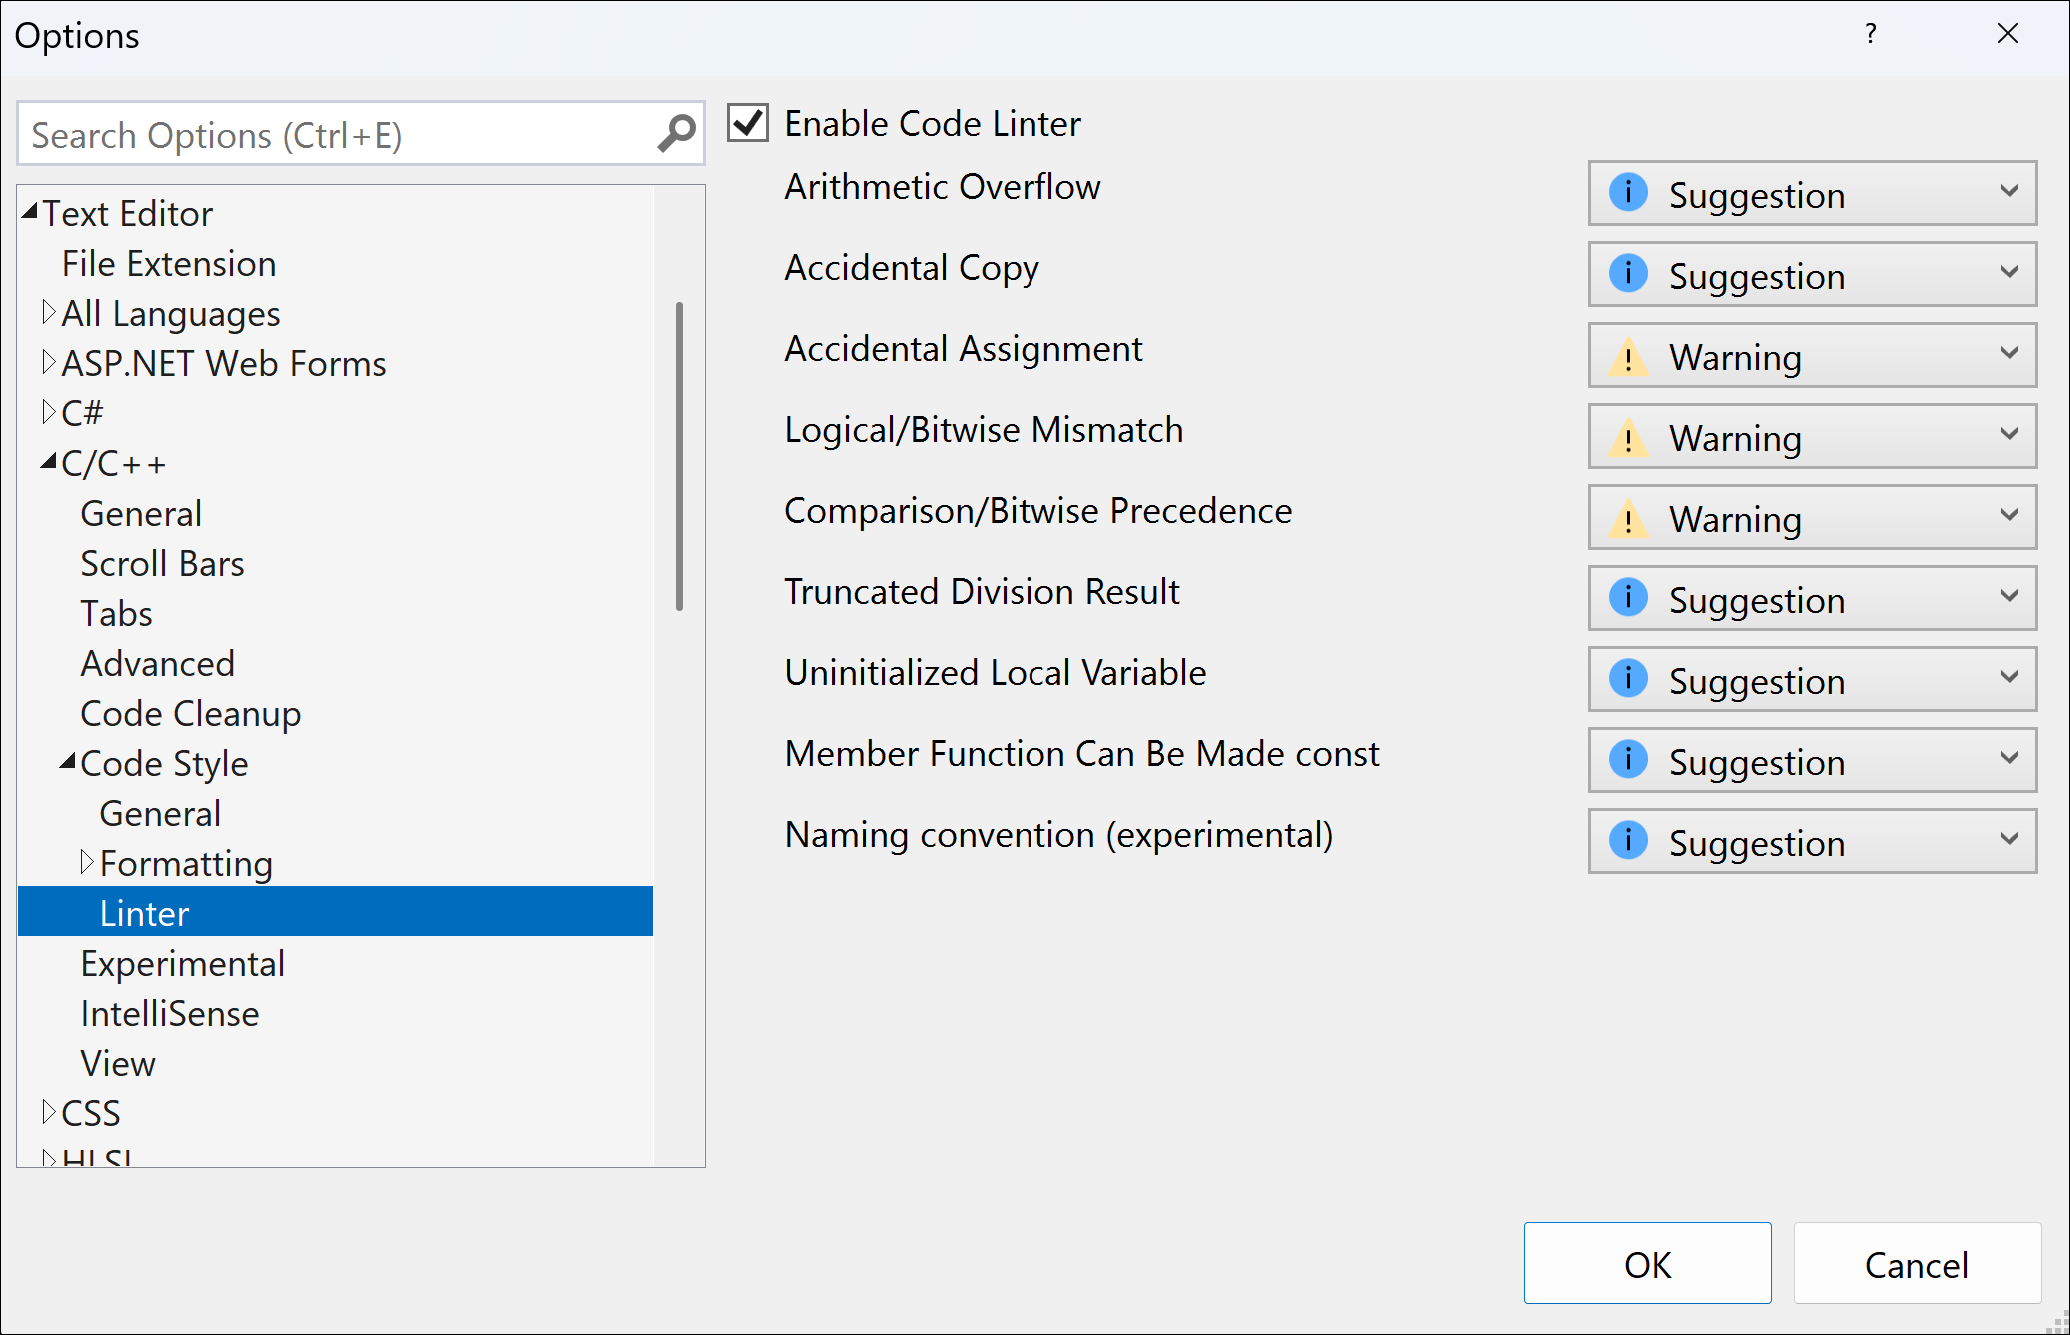 Options
?
Search Options (Ctrl+E)
Text Editor
File Extension
All Languages
ASP.NET Web Forms
C#
C/C++
General
Scroll Bars
Tabs
Advanced
Code Cleanup
Code Style
General
Formatting
Linter
Experimental
IntelliSense
View
CSS
HLSL
Enable Code Linter
Arithmetic Overflow
Suggestion
Accidental Copy
Suggestion
Accidental Assignment
Warning
Logical/Bitwise Mismatch
Warning
Comparison/Bitwise Precedence
Warning
Truncated Division Result
Suggestion
Uninitialized Local Variable
Suggestion
Member Function Can Be Made const
Suggestion
Naming convention (experimental)
Suggestion
OK
Cancel